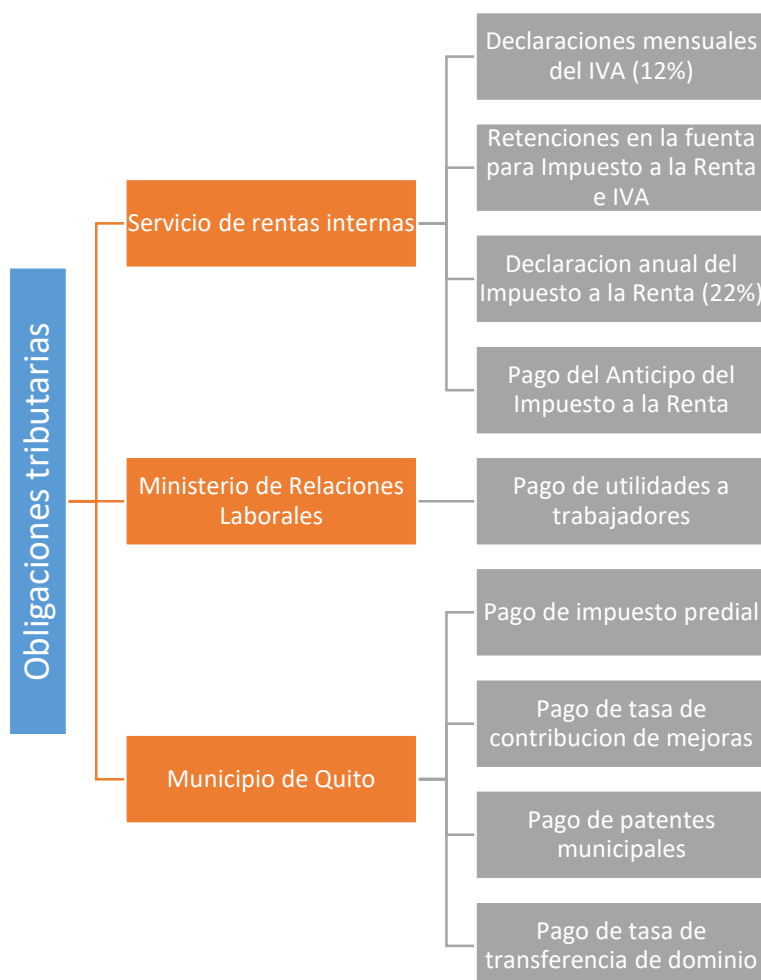 Obligaciones tributarias
Servicio de rentas internas
Declaraciones mensuales
del IVA (12%)
Retenciones en la fuenta
para Impuesto a la Renta
e IVA
Declaracion anual del
Impuesto a la Renta (22%)
Pago del Anticipo del
Impuesto a la Renta
Ministerio de Relaciones
Laborales
Pago de utilidades a
trabajadores
Municipio de Quito
Pago de impuesto predial
Pago de tasa de
contribucion de mejoras
Pago de patentes
municipales
Pago de tasa de
transferencia de dominio